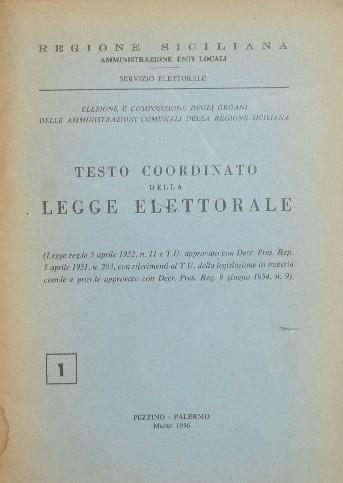 REGIONE SICILIANA
AMMINISTRAZIONE ENTI LOCALI
SERVIZIO ELETTORALE
ELEZIONE E COMPOSIZIONE DEGLI ORGANI
DELLE AMMINISTRAZIONI COMUNALI DELLA REGIONE SICILIANA
TESTO COORDINATO
DELLA
LEGGE ELETTORALE
(Legge reg.le 5 aprile 1952, n. 11 e T.U. approvato con Decr. Pres. Rep.
5 aprile 1951, n. 203, con riferimenti al T.U. della legislazione in materia
com.le e prov.le approvato con Decr. Pres. Reg. 9 giugno 1954, n. 9).
1
PEZZINO - PALERMO
Marzo 1956